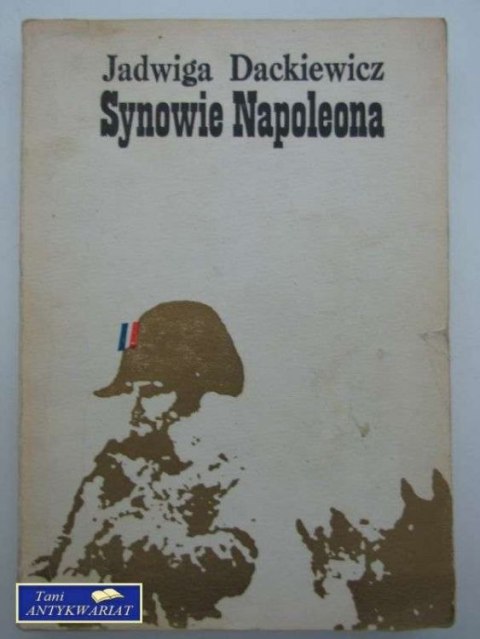 Jadwiga Dackiewicz
Synowie Napoleona
Tani
ANTYKWARIAT